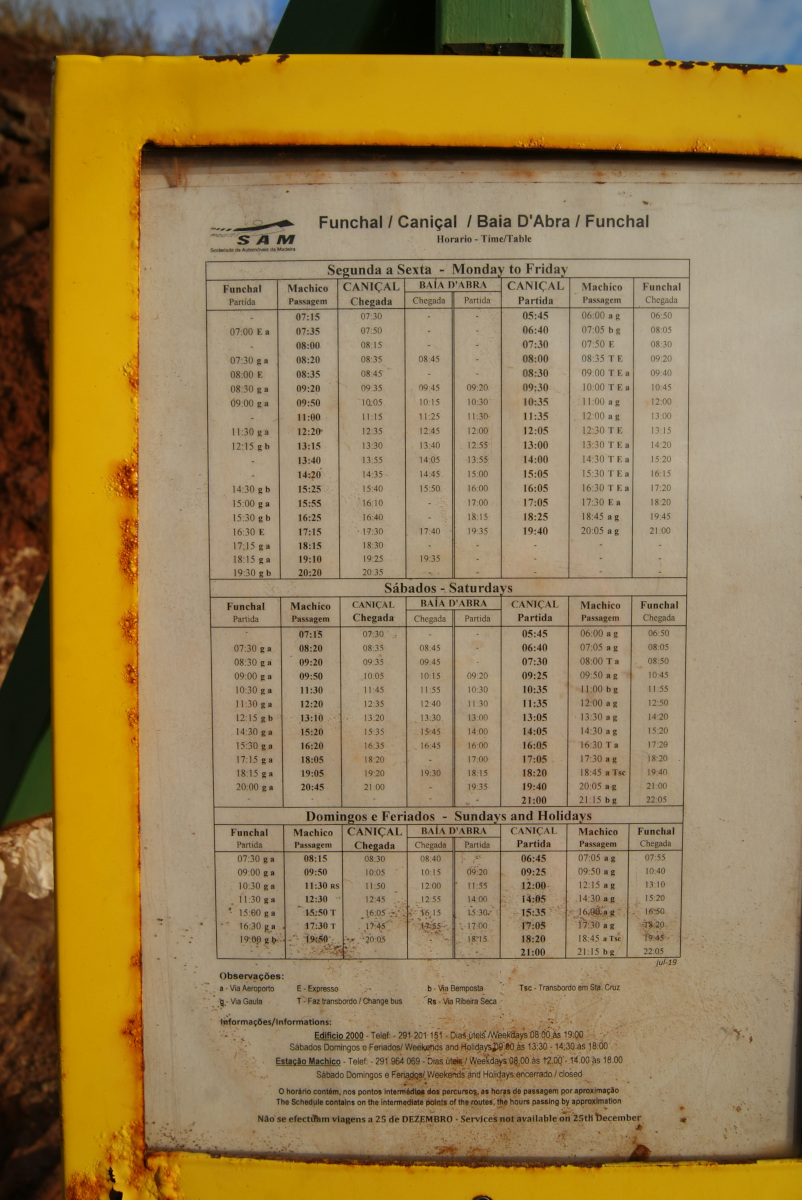 Funchal / Caniçal / Baia D'Abra / Funchal
SAM
Sociedade de Automóveis da Madeira
Horario - Time/Table
Segunda a Sexta - Monday to Friday
Funchal Machico CANIÇAL BAÍA D'ABRA CANIÇAL Machico Funchal
Partida Passagem Chegada Chegada Partida Partida Passagem Chegada
- 07:15 07:30 - - 05:45 06:00 a g 06:50
07:00 E a 07:35 07:50 - - 06:40 07:05 b g 08:05
- 08:00 08:15 - - 07:30 07:50 E 08:30
07:30 g a 08:20 08:35 08:45 - 08:00 08:35 T E 09:20
08:00 E 08:35 08:45 - - 08:30 09:00 T E a 09:40
08:30 g a 09:20 09:35 09:45 09:20 09:30 10:00 T E a 10:45
09:00 g a 09:50 10:05 10:15 10:30 10:35 11:00 a g 12:00
- 11:00 11:15 11:25 11:30 11:35 12:00 a g 13:00
11:30 g a 12:20 12:35 12:45 12:00 12:05 12:30 T E 13:15
12:15 g b 13:15 13:30 13:40 12:55 13:00 13:30 T E a 14:20
- 13:40 13:55 14:05 13:55 14:00 14:30 T E a 15:20
- 14:20 14:35 14:45 15:00 15:05 15:30 T E a 16:15
14:30 g b 15:25 15:40 15:50 16:00 16:05 16:30 T E a 17:20
15:00 g a 15:55 16:10 - 17:00 17:05 17:30 E a 18:20
15:30 g b 16:25 16:40 - 18:15 18:25 18:45 a g 19:45
16:30 E 17:15 17:30 17:40 19:35 19:40 20:05 a g 21:00
17:15 g a 18:15 18:30 - - - - -
18:15 g a 19:10 19:25 19:35 - - - -
19:30 g b 20:20 20:35 - - - -
Sábados - Saturdays
Funchal Machico CANIÇAL BAÍA D'ABRA CANIÇAL Machico Funchal
Partida Passagem Chegada Chegada Partida Partida Passagem Chegada
- 07:15 07:30 - - 05:45 06:00 a g 06:50
07:30 g a 08:20 08:35 08:45 - 06:40 07:05 a g 08:05
08:30 g a 09:20 09:35 09:45 - 07:30 08:00 T a 08:50
09:00 g a 09:50 10:05 10:15 09:20 09:25 09:50 a g 10:45
10:30 g a 11:30 11:45 11:55 10:30 10:35 11:00 b g 11:55
11:30 g a 12:20 12:35 12:40 11:30 11:35 12:00 a g 12:50
12:15 g b 13:10 13:20 13:30 13:00 13:05 13:30 a g 14:20
14:30 g a 15:20 15:35 15:45 14:00 14:05 14:30 a g 15:20
15:30 g a 16:20 16:35 16:45 16:00 16:05 16:30 T a 17:20
17:15 g a 18:05 18:20 - 17:00 17:05 17:30 a g 18:20
18:15 g a 19:05 19:20 19:30 18:15 18:20 18:45 a Tsc 19:40
20:00 g a 20:45 21:00 19:35 19:40 20:05 a g 21:00
- - - - - 21:00 21:15 b g 22:05
Domingos e Feriados - Sundays and Holidays
Funchal Machico CANIÇAL BAÍA D'ABRA CANIÇAL Machico Funchal
Partida Passagem Chegada Chegada Partida Partida Passagem Chegada
07:30 g a 08:15 08:30 08:40 - 06:45 07:05 a g 07:55
09:00 g a 09:50 10:05 10:15 09:20 09:25 09:50 a g 10:40
10:30 g a 11:30 RS 11:50 12:00 11:55 12:00 12:15 a g 13:10
11:30 g a 12:30 12:45 12:55 14:00 14:05 14:30 a g 15:20
15:00 g a 15:50 T 16:05 16:15 15:30 15:35 16:00 a g 16:50
16:30 g a 17:30 T 17:45 17:55 17:00 17:05 17:30 a g 18:20
19:00 g b 19:50 20:05 18:15 18:20 18:45 a Tsc 19:45
21:00 21:15 b g 22:05
jul-19
Observações:
a - Via Aeroporto E - Expresso b - Via Bemposta Tsc - Transbordo em Sta. Cruz
g - Via Gaula T - Faz transbordo / Change bus Rs - Via Ribeira Seca
Informações/Informations:
Edificio 2000 - Telef: - 291 201 151 - Dias úteis /Weekdays 08.00 às 19:00
Sábados Domingos e Feriados/ Weekends and Holidays 09.00 às 13:30 - 14:30 às 18:00
Estação Machico - Telef: - 291 964 069 - Dias úteis / Weekdays 08.00 às 12.00 - 14.00 às 18.00
Sábado Domingos e Feriados/ Weekends and Holidays encerrado / closed
O horario contém, nos pontos intermédios dos percursos, as horas de passagem por aproximação
The Schedule contains on the intermediate points of the routes, the hours passing by approximation
Não se efectuam viagens a 25 de DEZEMBRO - Services not available on 25th December